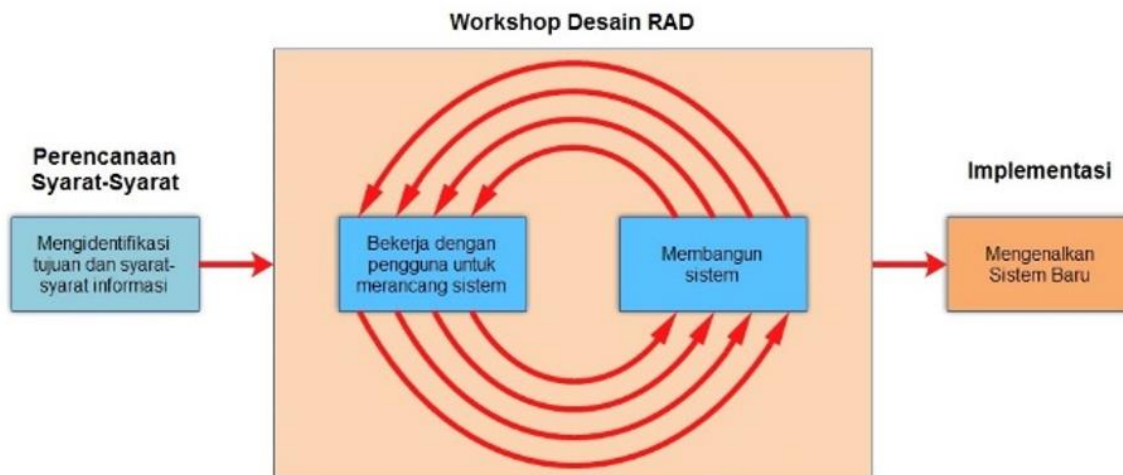 Workshop Desain RAD
Perencanaan
Syarat-Syarat
Mengidentifikasi
tujuan dan syarat-
syarat informasi
Bekerja dengan
pengguna untuk
merancang sistem
Membangun
sistem
Implementasi
Mengenalkan
Sistem Baru